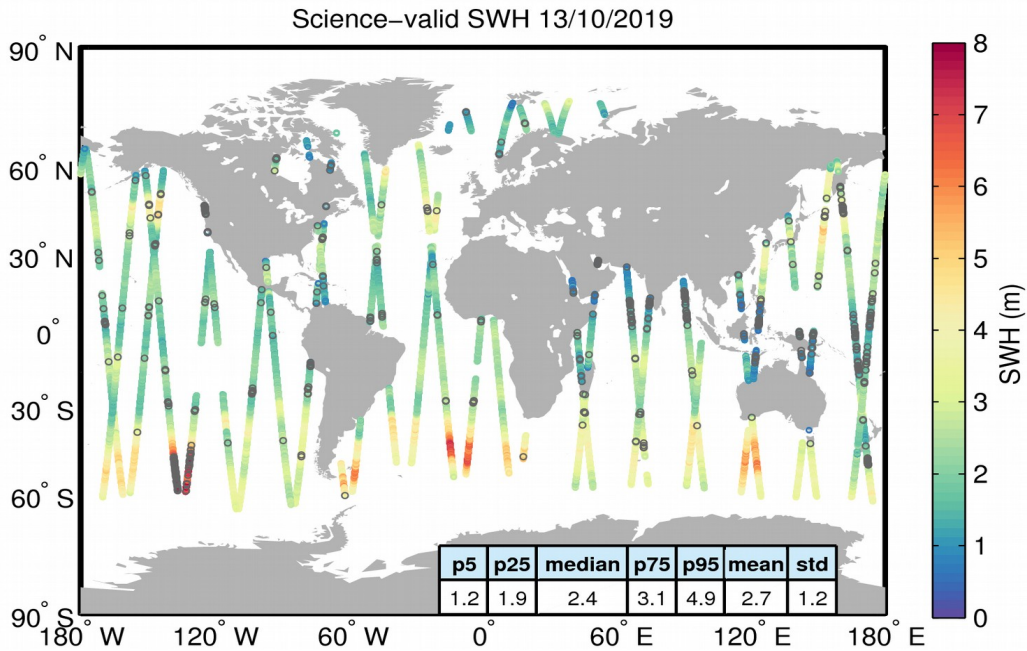 Science−valid SWH 13/10/2019
90° N
60° N
30° N
0°
30° S
60° S
90° S
180° W 120° W 60° W 0° 60° E 120° E 180° E
8
7
6
5
4
3
2
1
0
SWH (m)
p5 p25 median p75 p95 mean std
1.2 1.9 2.4 3.1 4.9 2.7 1.2